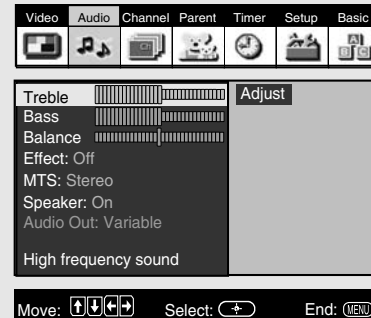 Video Audio Channel Parent Timer Setup Basic
Treble Adjust
Bass
Balance
Effect: Off
MTS: Stereo
Speaker: On
Audio Out: Variable
High frequency sound
Move: Select: End: MENU